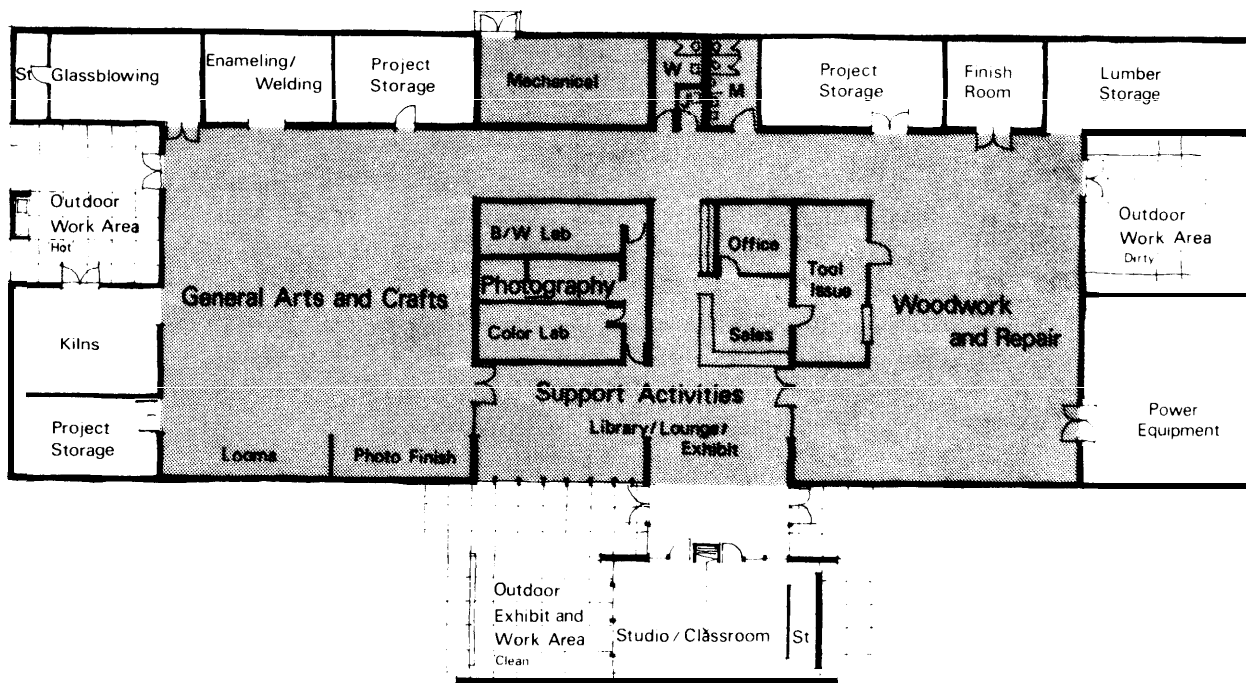 St
Glassblowing
Enameling/
Welding
Project
Storage
Mechanical
W
M
Project
Storage
Finish
Room
Lumber
Storage
Outdoor
Work Area
Hot
B/W Lab
Photography
Color Lab
Office
Tool
Issue
Sales
Outdoor
Work Area
Dirty
General Arts and Crafts
Woodwork
and Repair
Kilns
Support Activities
Library/Lounge/
Exhibit
Project
Storage
Looms
Photo Finish
Power
Equipment
Outdoor
Exhibit and
Work Area
Clean
Studio/Classroom
St